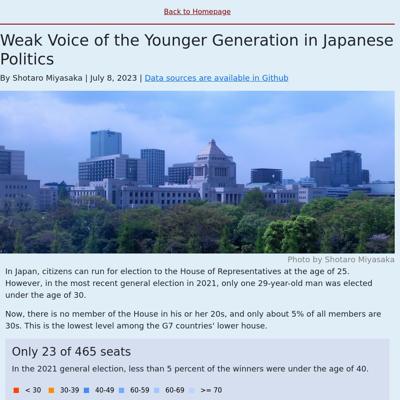 Back to Homepage
Weak Voice of the Younger Generation in Japanese
Politics
By Shotaro Miyasaka | July 8, 2023 | Data sources are available in Github
Photo by Shotaro Miyasaka
In Japan, citizens can run for election to the House of Representatives at the age of 25.
However, in the most recent general election in 2021, only one 29-year-old man was elected
under the age of 30.
Now, there is no member of the House in his or her 20s, and only about 5% of all members are
30s. This is the lowest level among the G7 countries’ lower house.
Only 23 of 465 seats
In the 2021 general election, less than 5 percent of the winners were under the age of 40.
< 30 30-39 40-49 60-59 60-69 >= 70